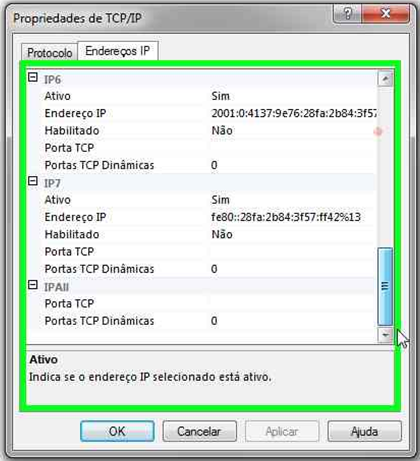 Propriedades de TCP/IP
Protocolo Endereços IP
IP6
Ativo Sim
Endereço IP 2001:0:4137:9e76:28fa:2b84:3f57
Habilitado Não
Porta TCP
Portas TCP Dinâmicas 0
IP7
Ativo Sim
Endereço IP fe80::28fa:2b84:3f57:ff42%13
Habilitado Não
Porta TCP
Portas TCP Dinâmicas 0
IPAll
Porta TCP
Portas TCP Dinâmicas 0
Ativo
Indica se o endereço IP selecionado está ativo.
OK Cancelar Aplicar Ajuda